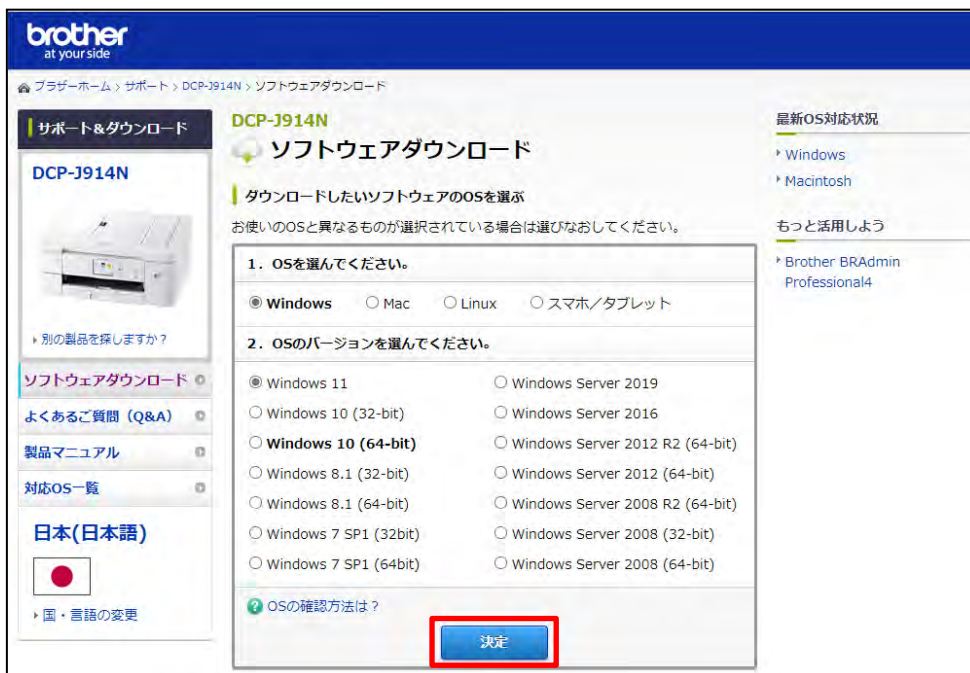 brother
at your side
ブラザーホーム > サポート > DCP-J914N > ソフトウェアダウンロード
サポート&ダウンロード
DCP-J914N
別の製品を探しますか?
ソフトウェアダウンロード
よくあるご質問(Q&A)
製品マニュアル
対応OS一覧
日本(日本語)
国・言語の変更
DCP-J914N
ソフトウェアダウンロード
ダウンロードしたいソフトウェアのOSを選ぶ
お使いのOSと異なるものが選択されている場合は選びなおしてください。
1. OSを選んでください。
Windows Mac Linux スマホ/タブレット
2. OSのバージョンを選んでください。
Windows 11
Windows 10 (32-bit)
Windows 10 (64-bit)
Windows 8.1 (32-bit)
Windows 8.1 (64-bit)
Windows 7 SP1 (32bit)
Windows 7 SP1 (64bit)
Windows Server 2019
Windows Server 2016
Windows Server 2012 R2 (64-bit)
Windows Server 2012 (64-bit)
Windows Server 2008 R2 (64-bit)
Windows Server 2008 (32-bit)
Windows Server 2008 (64-bit)
? OSの確認方法は?
決定
最新OS対応状況
Windows
Macintosh
もっと活用しよう
Brother BRAdmin
Professional4